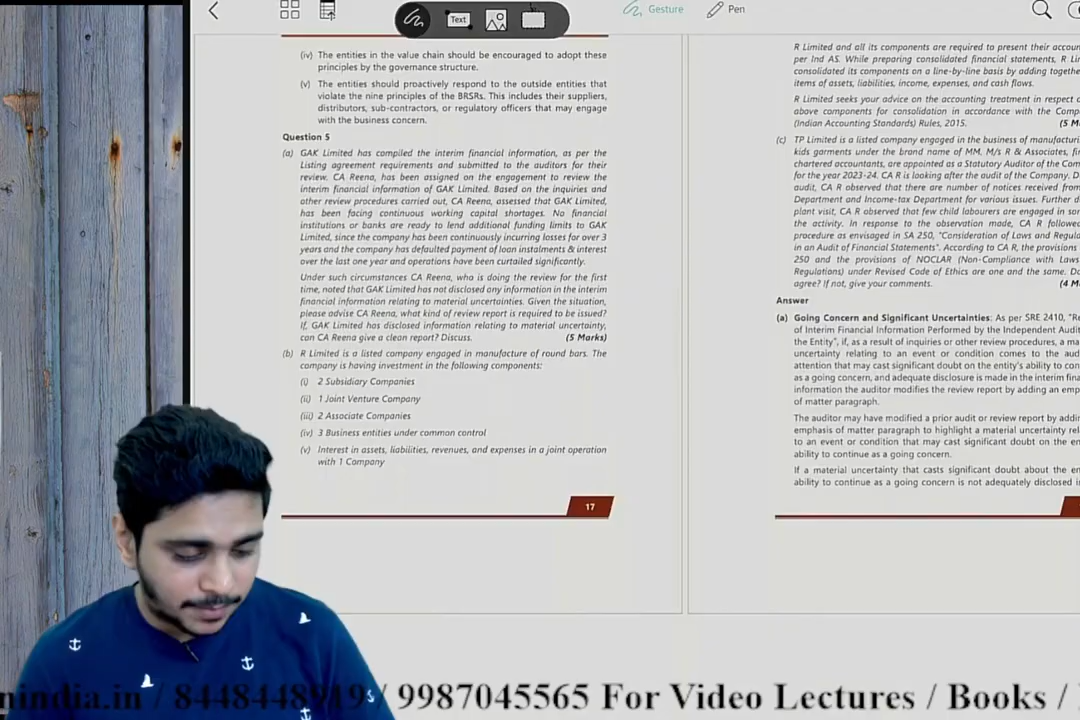 Text
Gesture
Pen
(iv) The entities in the value chain should be encouraged to adopt these
principles by the governance structure.
(v) The entities should proactively respond to the outside entities that
violate the nine principles of the BRSRs. This includes their suppliers,
distributors, sub-contractors, or regulatory officers that may engage
with the business concern.
Question 5
(a) GAK Limited has compiled the interim financial information, as per the
Listing agreement requirements and submitted to the auditors for their
review. CA Reena, has been assigned on the engagement to review the
interim financial information of GAK Limited. Based on the inquiries and
other review procedures carried out, CA Reena, assessed that GAK Limited,
has been facing continuous working capital shortages. No financial
institutions or banks are ready to lend additional funding limits to GAK
Limited, since the company has been continuously incurring losses for over 3
years and the company has defaulted payment of loan instalments & interest
over the last one year and operations have been curtailed significantly.
Under such circumstances CA Reena, who is doing the review for the first
time, noted that GAK Limited has not disclosed any information in the interim
financial information relating to material uncertainties. Given the situation,
please advise CA Reena, what kind of review report is required to be issued?
If, GAK Limited has disclosed information relating to material uncertainty,
can CA Reena give a clean report? Discuss. (5 Marks)
(b) R Limited is a listed company engaged in manufacture of round bars. The
company is having investment in the following components:
(i) 2 Subsidiary Companies
(ii) 1 Joint Venture Company
(iii) 2 Associate Companies
(iv) 3 Business entities under common control
(v) Interest in assets, liabilities, revenues, and expenses in a joint operation
with 1 Company
17
R Limited and all its components are required to present their accoun
per Ind AS. While preparing consolidated financial statements, R Lim
consolidated its components on a line-by-line basis by adding togethe
items of assets, liabilities, income, expenses, and cash flows.
R Limited seeks your advice on the accounting treatment in respect o
above components for consolidation in accordance with the Comp
(Indian Accounting Standards) Rules, 2015. (5 M
(c) TP Limited is a listed company engaged in the business of manufacturi
kids garments under the brand name of MM. M/s R & Associates, fir
chartered accountants, are appointed as a Statutory Auditor of the Com
for the year 2023-24. CA R is looking after the audit of the Company. D
audit, CA R observed that there are number of notices received from
Department and Income-tax Department for various issues. Further d
plant visit, CA R observed that few child labourers are engaged in som
the activity. In response to the observation made, CA R followed
procedure as envisaged in SA 250, "Consideration of Laws and Regula
in an Audit of Financial Statements". According to CA R, the provisions
250 and the provisions of NOCLAR (Non-Compliance with Laws
Regulations) under Revised Code of Ethics are one and the same. Do
agree? If not, give your comments. (4 M
Answer
(a) Going Concern and Significant Uncertainties: As per SRE 2410, "Re
of Interim Financial Information Performed by the Independent Audit
the Entity", if, as a result of inquiries or other review procedures, a ma
uncertainty relating to an event or condition comes to the aud
attention that may cast significant doubt on the entity's ability to con
as a going concern, and adequate disclosure is made in the interim fina
information the auditor modifies the review report by adding an emp
of matter paragraph.
The auditor may have modified a prior audit or review report by addin
emphasis of matter paragraph to highlight a material uncertainty rel
to an event or condition that may cast significant doubt on the en
ability to continue as a going concern.
If a material uncertainty that casts significant doubt about the en
ability to continue as a going concern is not adequately disclosed i
nindia.in / 8448448919 / 9987045565 For Video Lectures / Books /